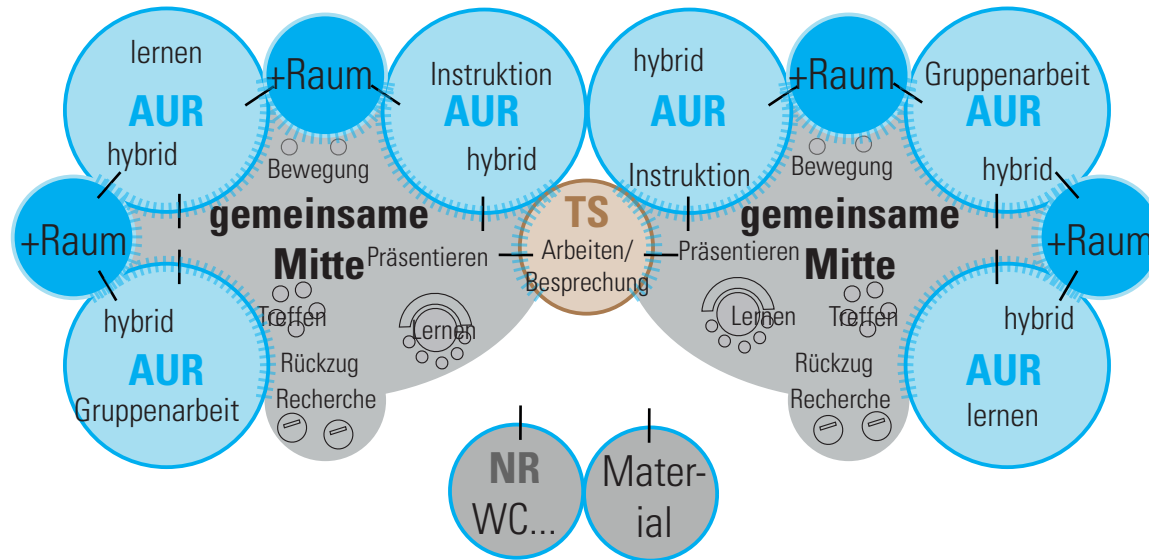 lernen
AUR
hybrid
+Raum
Instruktion
AUR
hybrid
hybrid
AUR
Instruktion
+Raum
Gruppenarbeit
AUR
hybrid
Bewegung
gemeinsame
Mitte
Präsentieren
TS
Arbeiten/
Besprechung
Bewegung
gemeinsame
Mitte
Präsentieren
+Raum
+Raum
hybrid
AUR
Gruppenarbeit
Treffen
Lernen
Rückzug
Recherche
Lernen
Treffen
Rückzug
Recherche
hybrid
AUR
lernen
NR
WC...
Mater-
ial